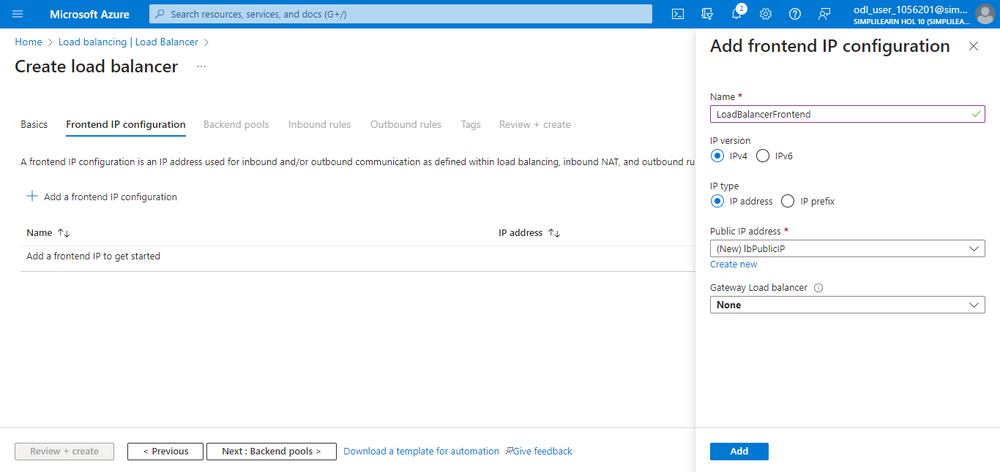 Microsoft Azure
Search resources, services, and docs (G+/)
2
odl_user_1056201@sim...
SIMPLILEARN HOL 10 (SIMPLILEA...
Home > Load balancing | Load Balancer >
Create load balancer ...
Basics Frontend IP configuration Backend pools Inbound rules Outbound rules Tags Review + create
A frontend IP configuration is an IP address used for inbound and/or outbound communication as defined within load balancing, inbound NAT, and outbound ru
Add a frontend IP configuration
Name ↑↓ IP address ↑↓
Add a frontend IP to get started
Review + create < Previous Next : Backend pools > Download a template for automation Give feedback
Add frontend IP configuration
Name *
LoadBalancerFrontend
IP version
IPv4 IPv6
IP type
IP address IP prefix
Public IP address *
(New) lbPublicIP
Create new
Gateway Load balancer
None
Add